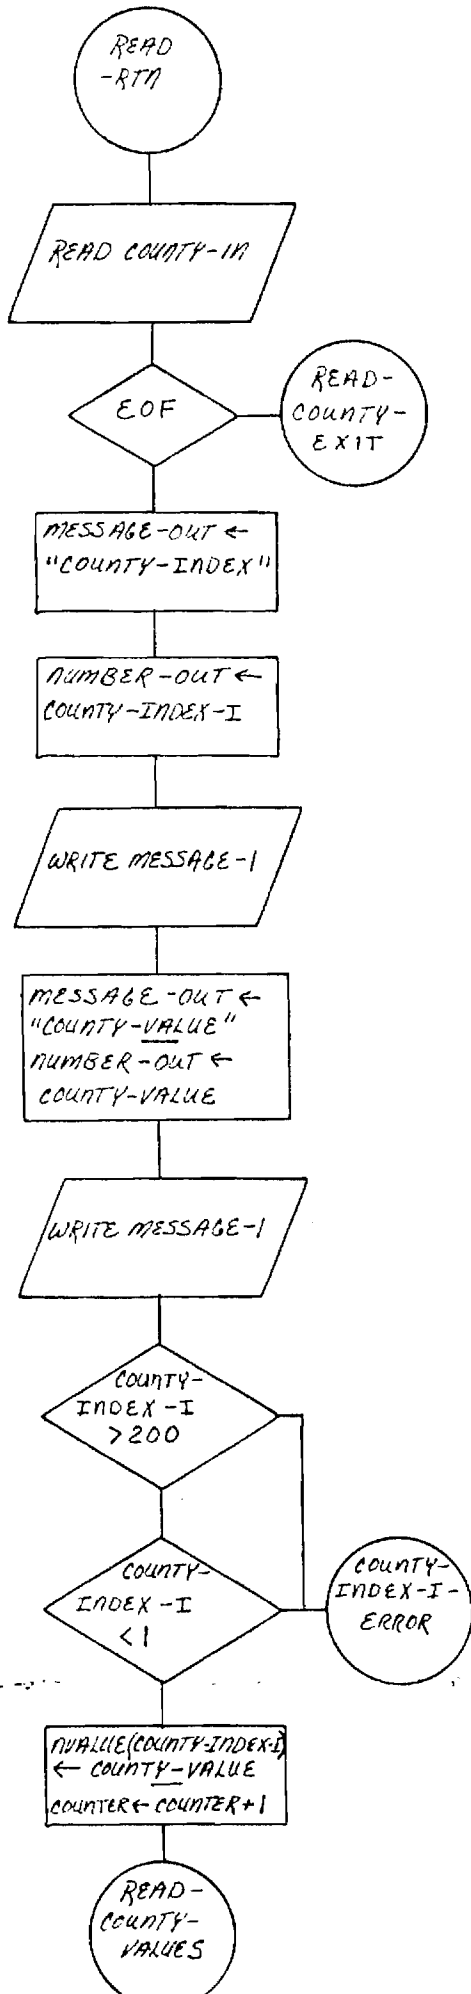 READ
-RTN
READ COUNTY-IN
EOF
READ-
COUNTY-
EXIT
MESSAGE-OUT ←
"COUNTY-INDEX"
NUMBER-OUT ←
COUNTY-INDEX-I
WRITE MESSAGE-1
MESSAGE-OUT ←
"COUNTY-VALUE"
NUMBER-OUT ←
COUNTY-VALUE
WRITE MESSAGE-1
COUNTY-
INDEX-I
>200
COUNTY-
INDEX-I
<1
COUNTY-
INDEX-I-
ERROR
NVALUE(COUNTY-INDEX-I)
← COUNTY-VALUE
COUNTER ← COUNTER+1
READ-
COUNTY-
VALUES